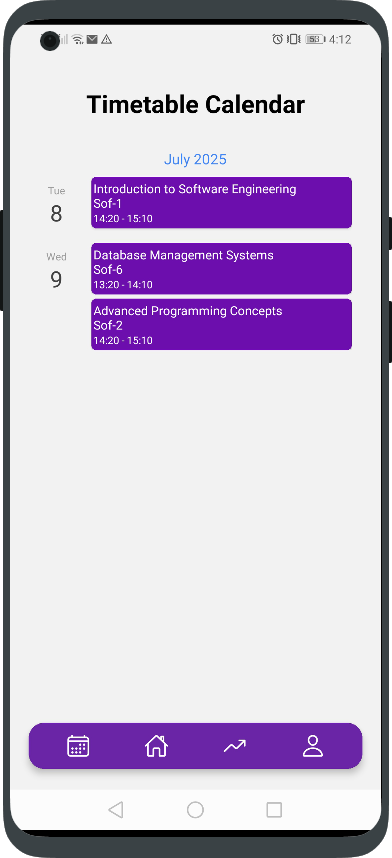 53 4:12
Timetable Calendar
July 2025
Tue
8
Introduction to Software Engineering
Sof-1
14:20 - 15:10
Wed
9
Database Management Systems
Sof-6
13:20 - 14:10
Advanced Programming Concepts
Sof-2
14:20 - 15:10